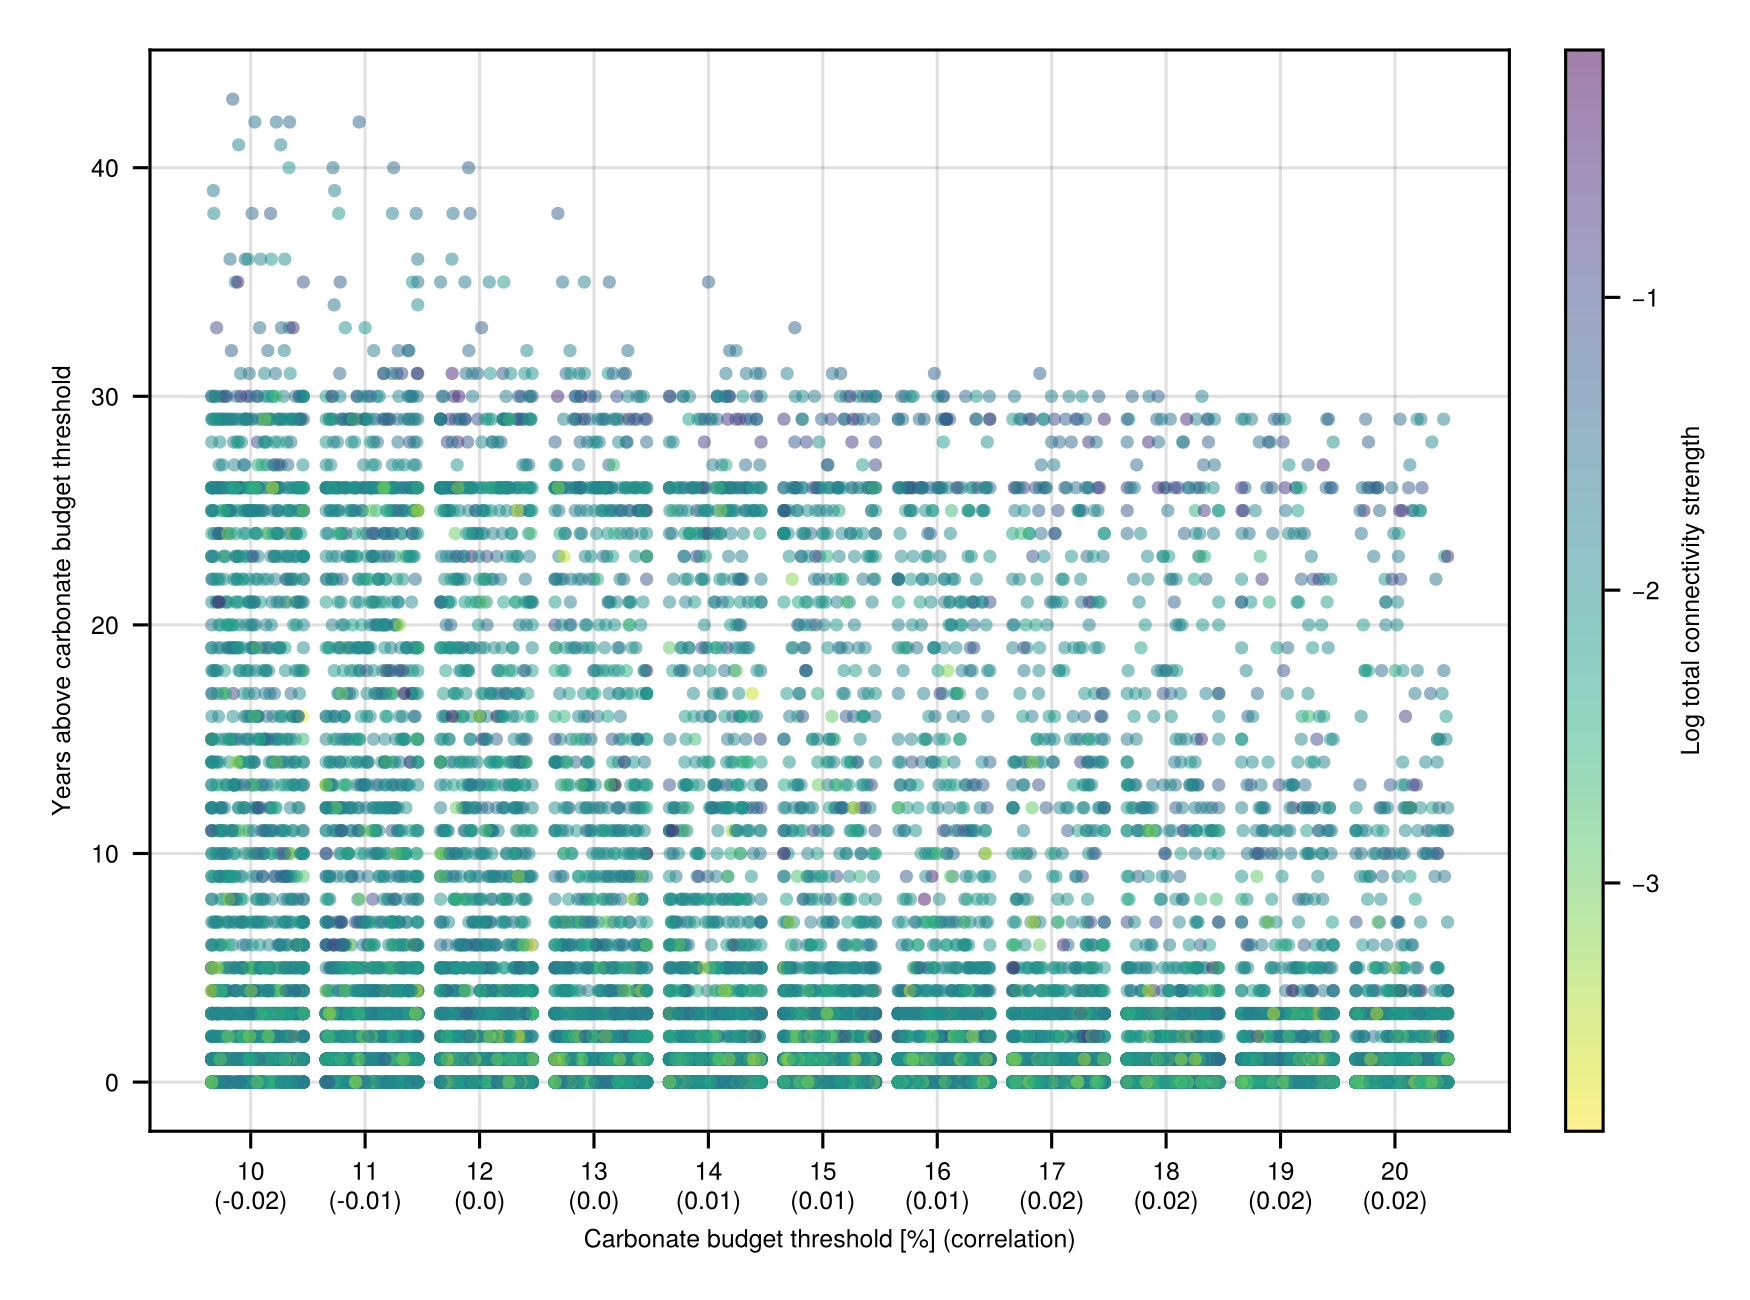 40
30
20
10
0
Years above carbonate budget threshold
10 11 12 13 14 15 16 17 18 19 20
(-0.02) (-0.01) (0.0) (0.0) (0.01) (0.01) (0.01) (0.02) (0.02) (0.02) (0.02)
Carbonate budget threshold [%] (correlation)
−1
−2
−3
Log total connectivity strength